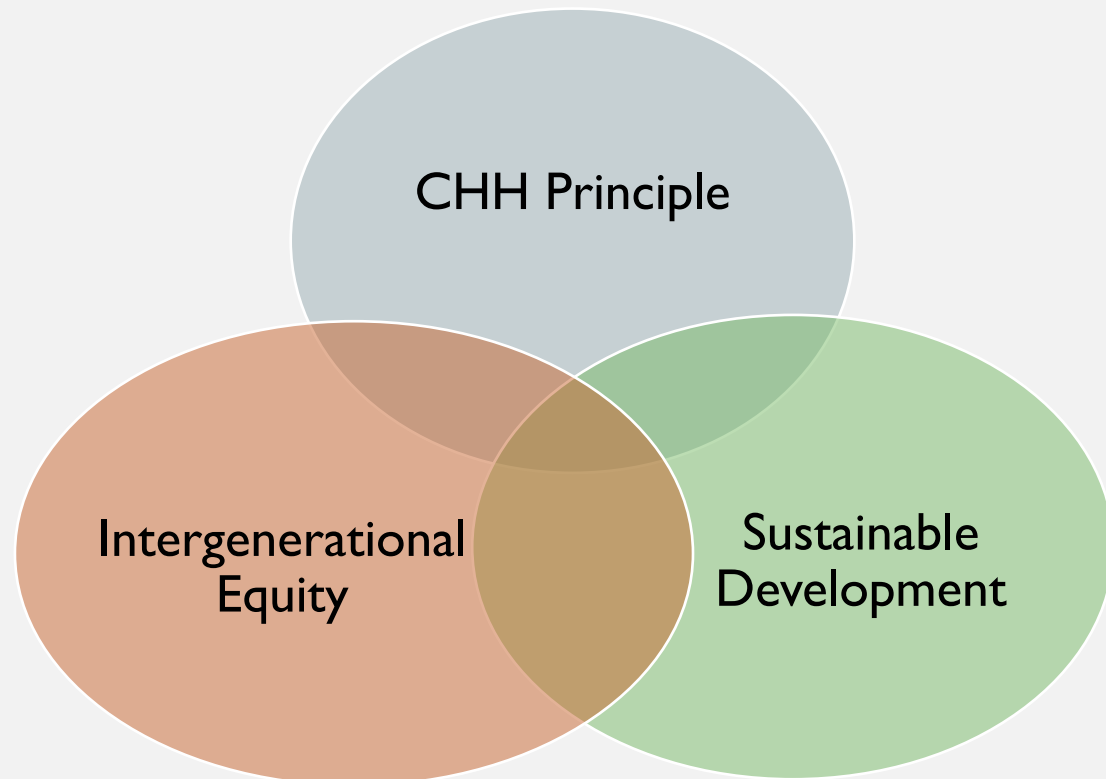 CHH Principle
Intergenerational
Equity
Sustainable
Development